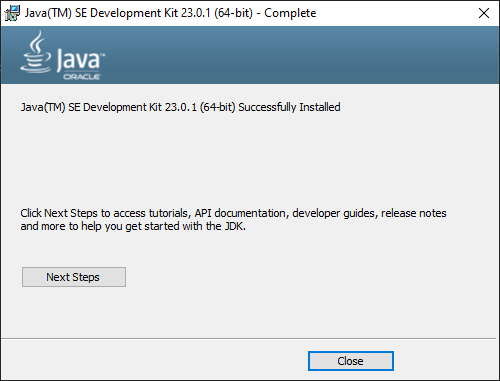 Java(TM) SE Development Kit 23.0.1 (64-bit) - Complete
Java™
ORACLE
Java(TM) SE Development Kit 23.0.1 (64-bit) Successfully Installed
Click Next Steps to access tutorials, API documentation, developer guides, release notes
and more to help you get started with the JDK.
Next Steps
Close